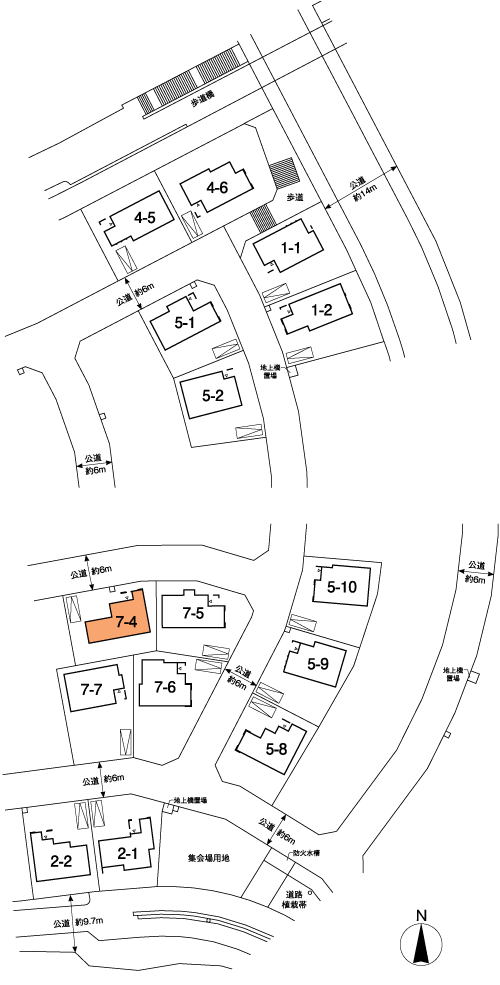 歩道橋
4-6
4-5
歩道
公道
約14m
1-1
公道 約6m
1-2
5-1
地上機
置場
5-2
公道
約6m
公道 約6m
公道
約6m
5-10
7-4
7-5
5-9
公道
約6m
地上機
置場
7-7
7-6
5-8
公道 約6m
地上機置場
公道
約6m
2-2
2-1
集会場用地
防火水槽
道路
植栽帯
公道 約9.7m
N